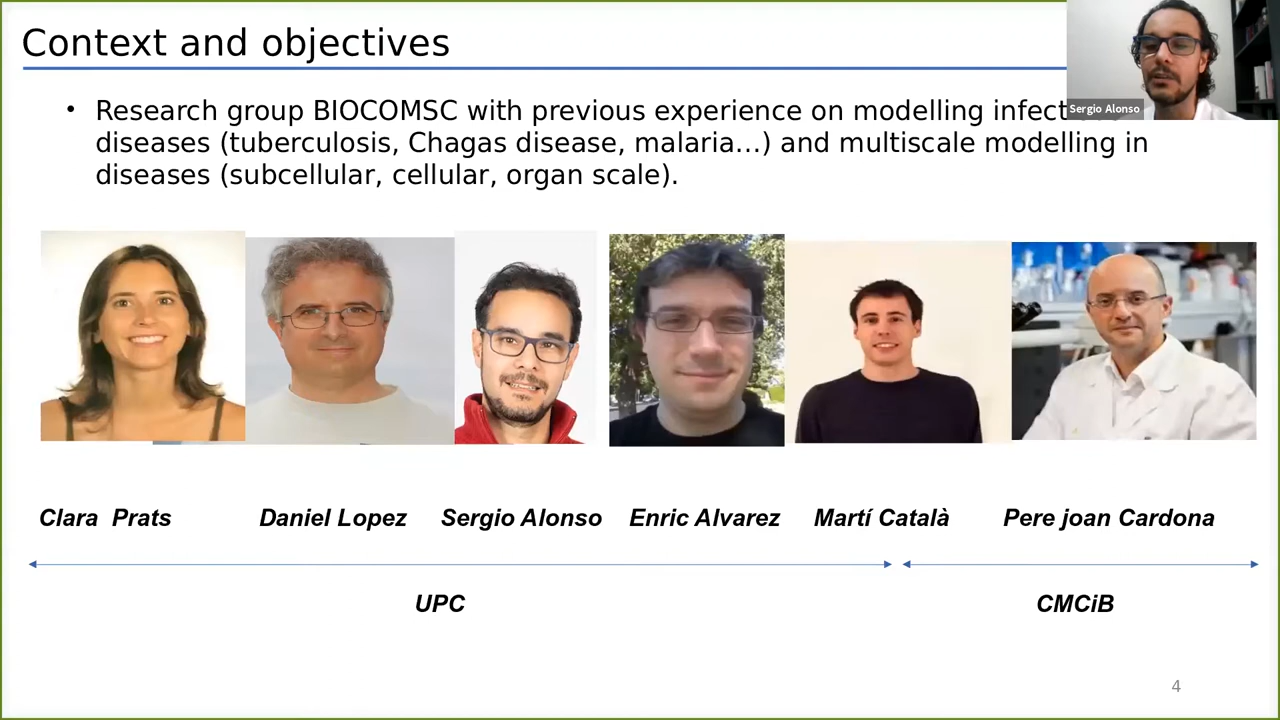 Context and objectives
Sergio Alonso
• Research group BIOCOMSC with previous experience on modelling infect
diseases (tuberculosis, Chagas disease, malaria...) and multiscale modelling in
diseases (subcellular, cellular, organ scale).
Clara Prats Daniel Lopez Sergio Alonso Enric Alvarez Martí Català Pere joan Cardona
UPC CMCiB
4